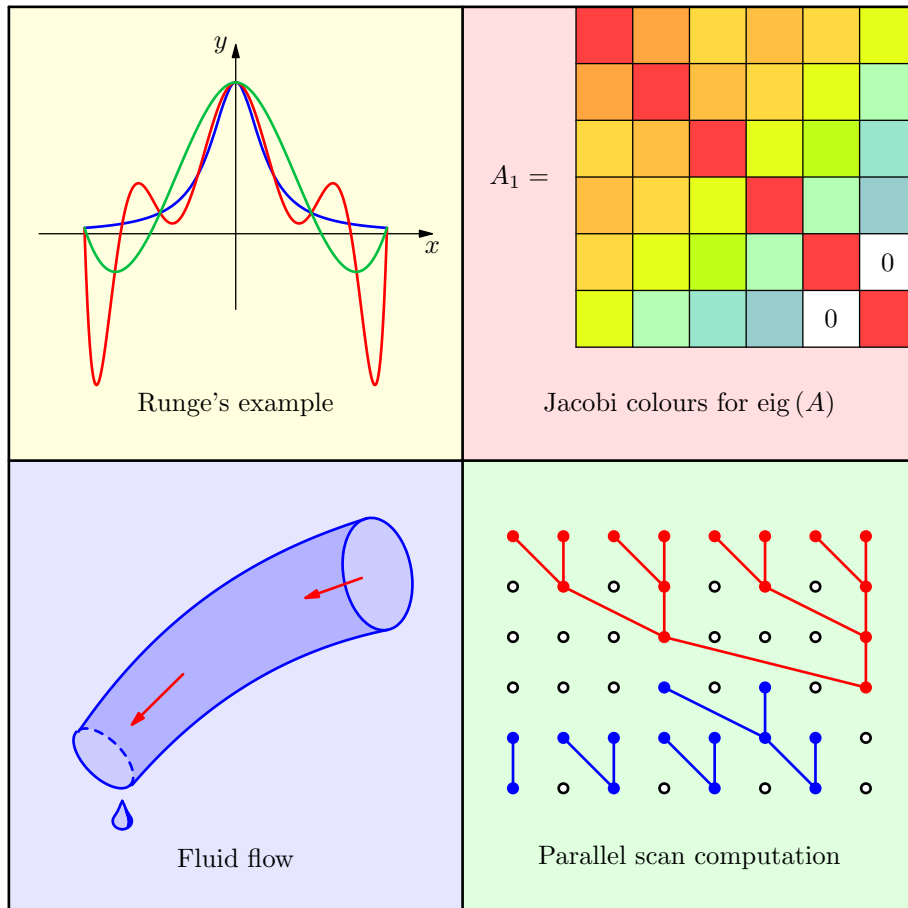 y
x
Runge's example
A₁ =
0
0
Jacobi colours for eig (A)
Fluid flow
Parallel scan computation